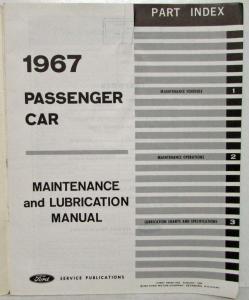 PART INDEX
1967
PASSENGER
CAR
MAINTENANCE SCHEDULE 1
MAINTENANCE OPERATIONS 2
MAINTENANCE
and LUBRICATION
MANUAL
LUBRICATION CHARTS AND SPECIFICATIONS 3
Ford SERVICE PUBLICATIONS